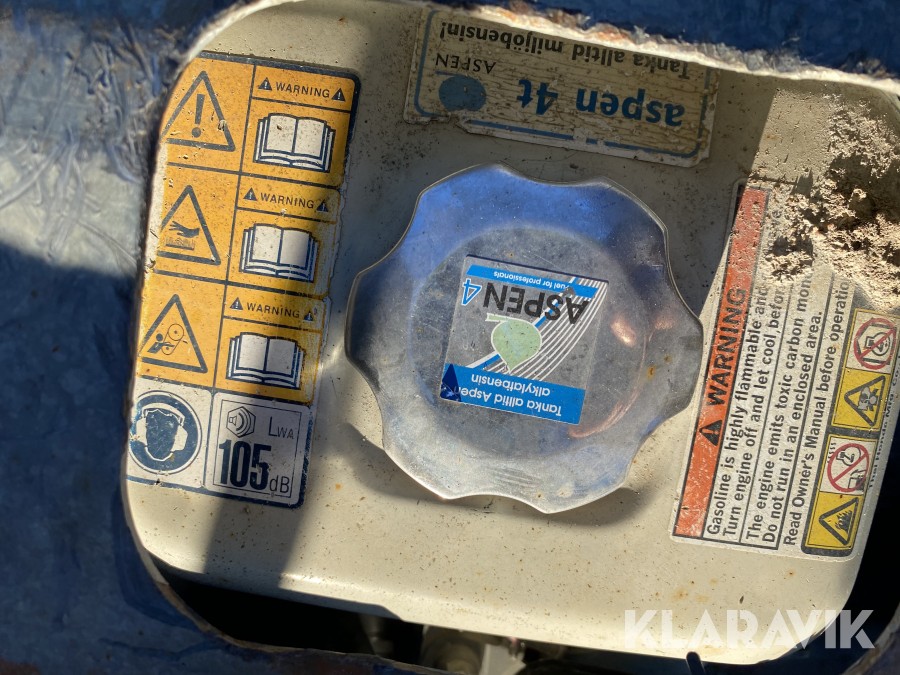 WARNING
WARNING
WARNING
LWA
105dB
aspen 4t
ASPEN
Tanka alltid miljöbensin!
Tanka alltid Aspen
alkylatbensin
ASPEN 4
Fuel for professionals
WARNING
Gasoline is highly flammable and
Turn engine off and let cool before
The engine emits toxic carbon mon
Do not run in an enclosed area.
Read Owner's Manual before operatio
KLARAVIK